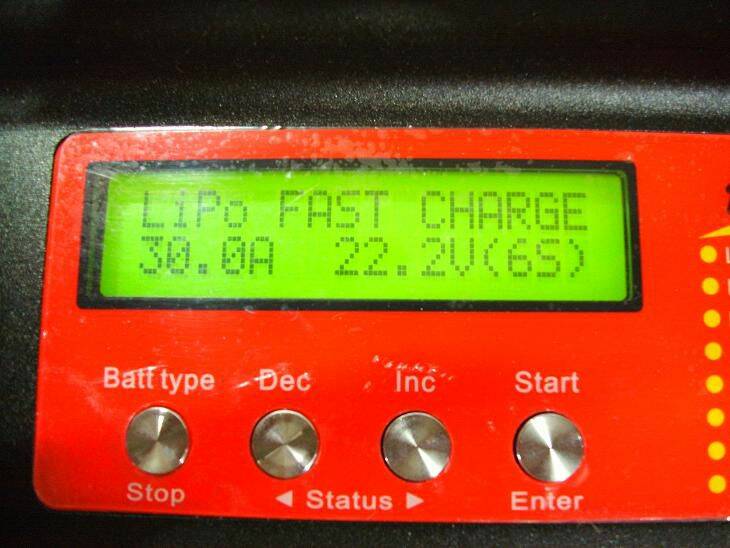 LiPo FAST CHARGE
30.0A 22.2V(6S)
Batt type Dec Inc Start
Stop ◄ Status ► Enter